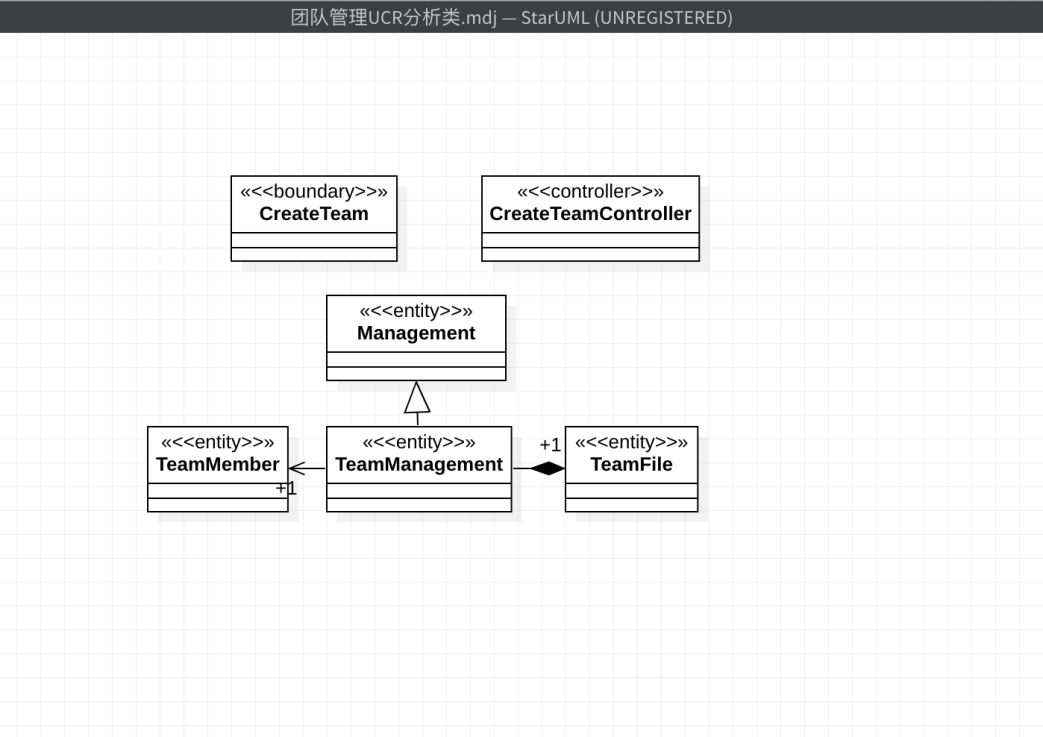 团队管理UCR分析类.mdj — StarUML (UNREGISTERED)
«<<boundary>>»
CreateTeam
«<<controller>>»
CreateTeamController
«<<entity>>»
Management
«<<entity>>»
TeamMember
+1
«<<entity>>»
TeamManagement
+1
«<<entity>>»
TeamFile